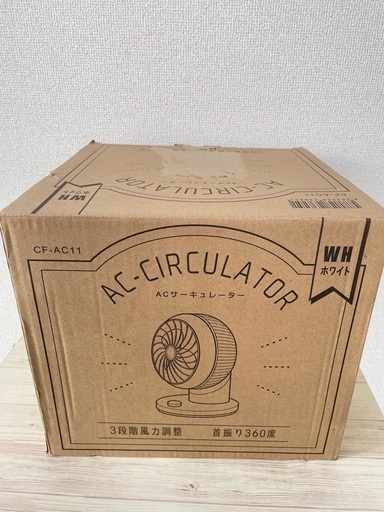 AC-CIRCULATOR
WH
ホワイト
CF-AC11
CF-AC11
AC-CIRCULATOR
ACサーキュレーター
WH
ホワイト
3段階風力調整
首振り360度